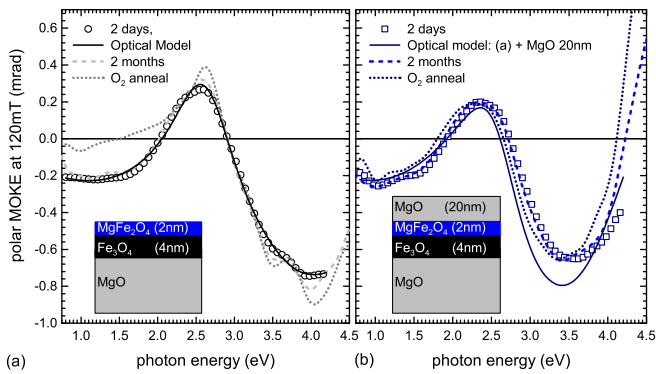 polar MOKE at 120mT (mrad)
0.6
0.4
0.2
0.0
-0.2
-0.4
-0.6
-0.8
-1.0
2 days,
Optical Model
2 months
O₂ anneal
MgFe₂O₄ (2nm)
Fe₃O₄ (4nm)
MgO
1.0 1.5 2.0 2.5 3.0 3.5 4.0 4.5
(a) photon energy (eV)
2 days
Optical model: (a) + MgO 20nm
2 months
O₂ anneal
MgO (20nm)
MgFe₂O₄ (2nm)
Fe₃O₄ (4nm)
MgO
1.0 1.5 2.0 2.5 3.0 3.5 4.0 4.5
(b) photon energy (eV)